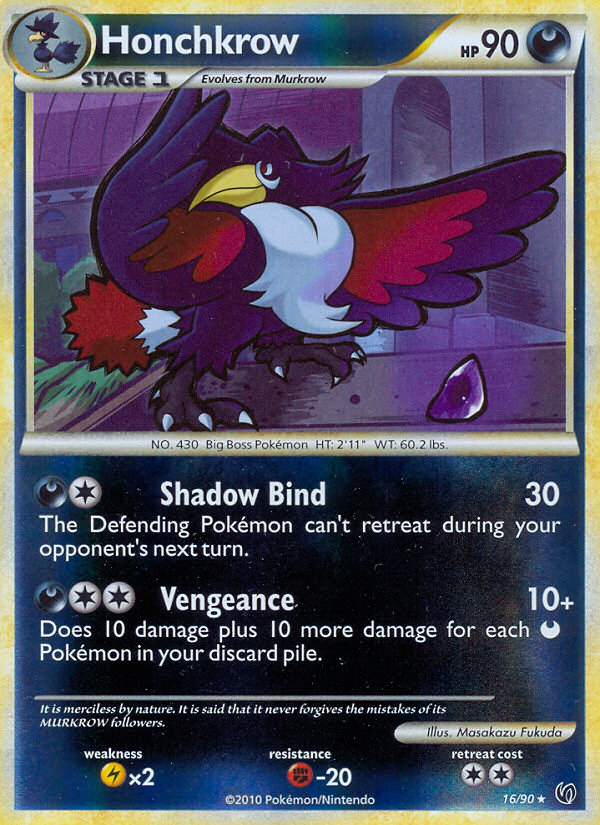 Honchkrow HP 90
STAGE 1 Evolves from Murkrow
NO. 430 Big Boss Pokémon HT: 2'11" WT: 60.2 lbs.
Shadow Bind 30
The Defending Pokémon can't retreat during your
opponent's next turn.
Vengeance 10+
Does 10 damage plus 10 more damage for each
Pokémon in your discard pile.
It is merciless by nature. It is said that it never forgives the mistakes of its
MURKROW followers.
Illus. Masakazu Fukuda
weakness resistance retreat cost
×2 -20
©2010 Pokémon/Nintendo 16/90 ★